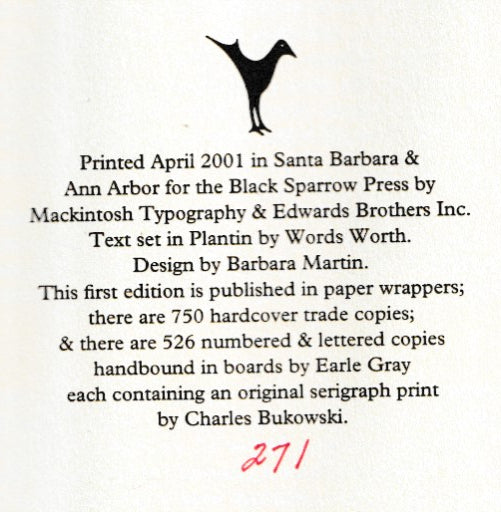 Printed April 2001 in Santa Barbara &
Ann Arbor for the Black Sparrow Press by
Mackintosh Typography & Edwards Brothers Inc.
Text set in Plantin by Words Worth.
Design by Barbara Martin.
This first edition is published in paper wrappers;
there are 750 hardcover trade copies;
& there are 526 numbered & lettered copies
handbound in boards by Earle Gray
each containing an original serigraph print
by Charles Bukowski.
271